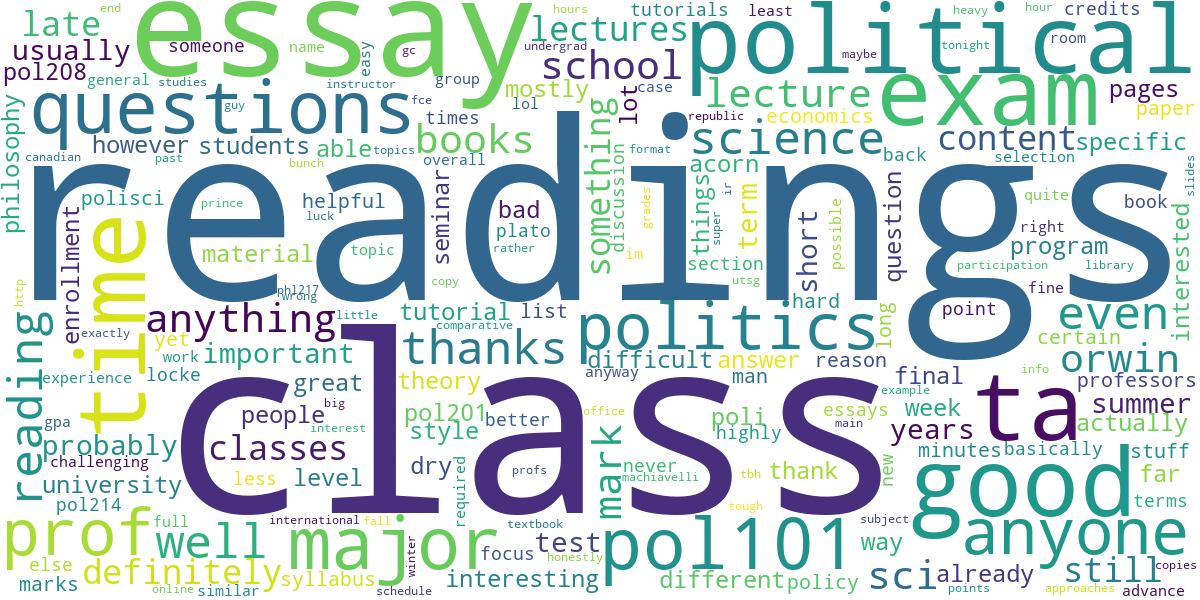 essay
political
readings
class
late
usually
someone
name
hours
easy
gc
lectures
tutorials
least
credits
undergrad
school
tonight
heavy
hour
end
room
maybe
pol208
general
studies
instructor
group
fce
lol
mostly
case
lot
lecture
exam
pages
paper
philosophy
questions
guy
books
times
something
republic
economics
science
content
specific
canadian
past
however
students
able
topics
bunch
overall
format
discussion
acorn
back
selection
slides
polisci
prince
helpful
luck
seminar
bad
plato
rather
grades
things
super
ir
term
short
possible
question
quite
book
right
program
interested
enrollment
time
material
topic
copy
im
section
utsg
participation
library
fine
http
reading
phl217
wrong
anything
little
tutorial
list
comparative
politics
hard
long
point
even
certain
exactly
yet
work
important
thanks
difficult
answer
reason
orwin
info
experience
locke
great
theory
anyway
man
final
professors
example
gpa
people
big
interest
pol201
style
better
office
poli
highly
essays
main
week
ta
summer
years
actually
probably
challenging
classes
level
less
dry
required
profs
mark
never
machiavelli
tbh
thank
new
minutes
basically
stuff
far
good
university
pol214
full
international
fall
textbook
tough
subject
terms
prof
well
major
winter
focus
test
honestly
pol101
way
anyone
else
definitely
syllabus
interesting
different
policy
sci
already
still
marks
online
similar
schedule
points
approaches
advance
copies